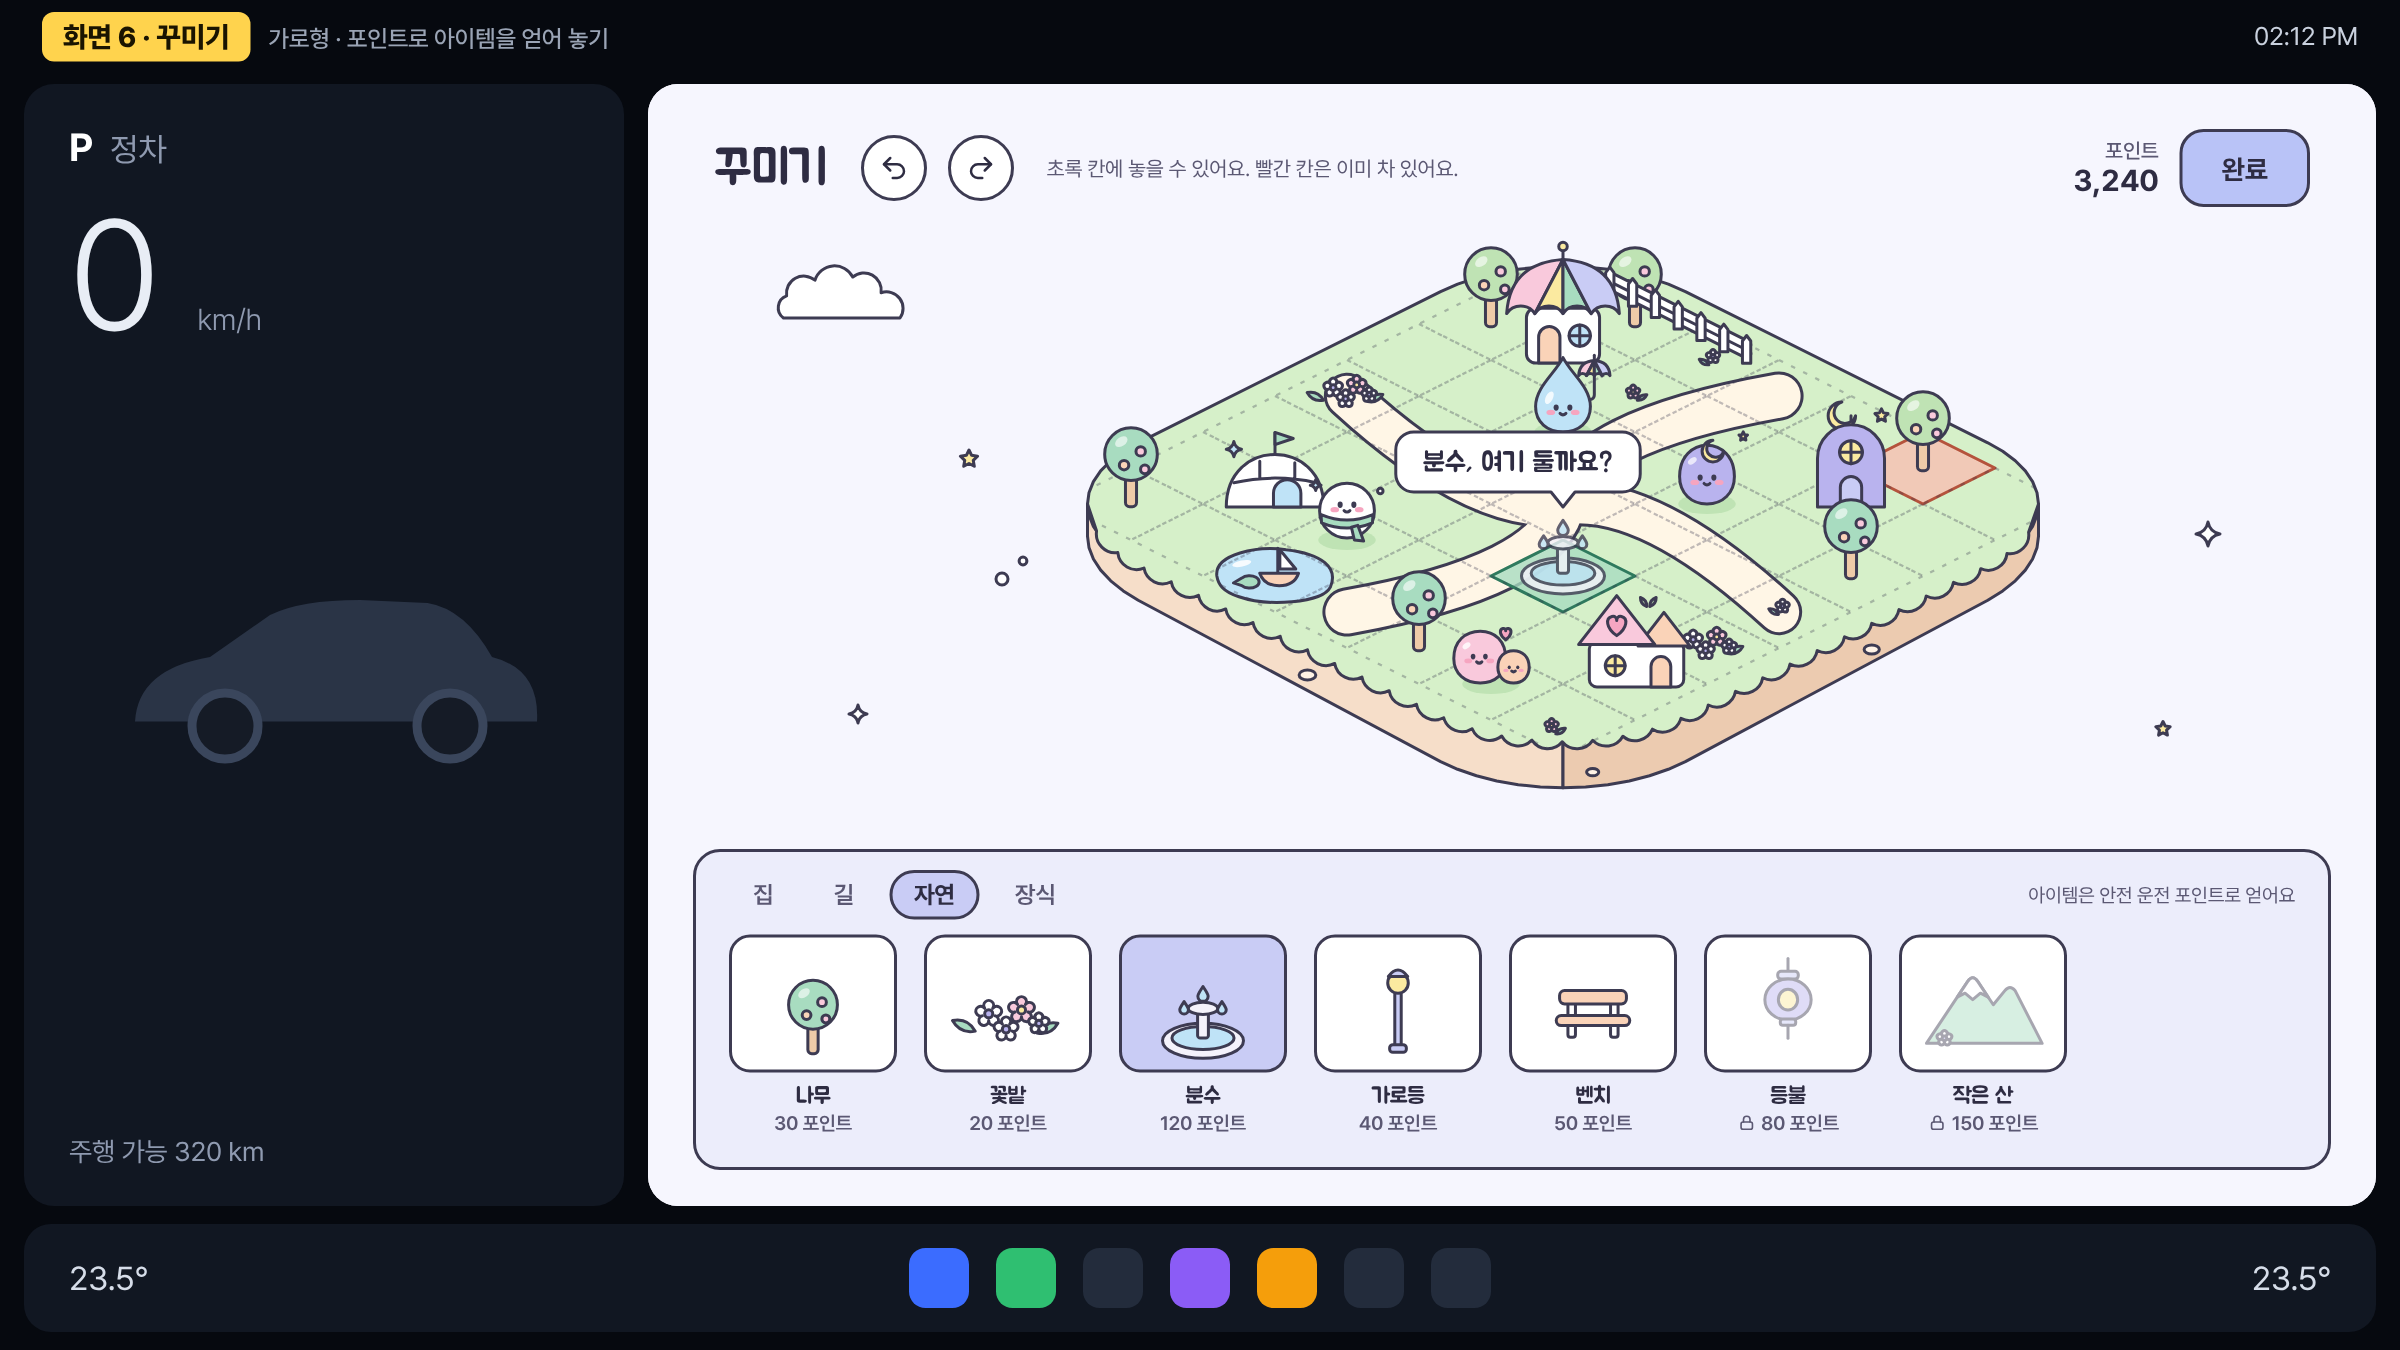 화면 6 · 꾸미기
가로형 · 포인트로 아이템을 얻어 놓기
02:12 PM
P 정차
0 km/h
주행 가능 320 km
꾸미기
초록 칸에 놓을 수 있어요. 빨간 칸은 이미 차 있어요.
포인트
3,240
완료
분수, 여기 둘까요?
집 길 자연 장식
아이템은 안전 운전 포인트로 얻어요
나무
30 포인트
꽃밭
20 포인트
분수
120 포인트
가로등
40 포인트
벤치
50 포인트
등불
80 포인트
작은 산
150 포인트
23.5°
23.5°